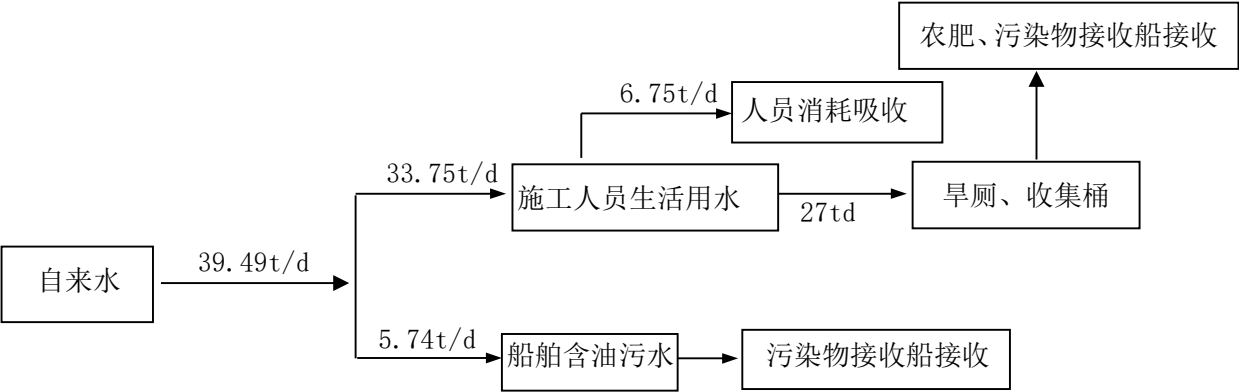 农肥、污染物接收船接收
6.75t/d
人员消耗吸收
33.75t/d
施工人员生活用水
27td
旱厕、收集桶
自来水
39.49t/d
5.74t/d
船舶含油污水
污染物接收船接收